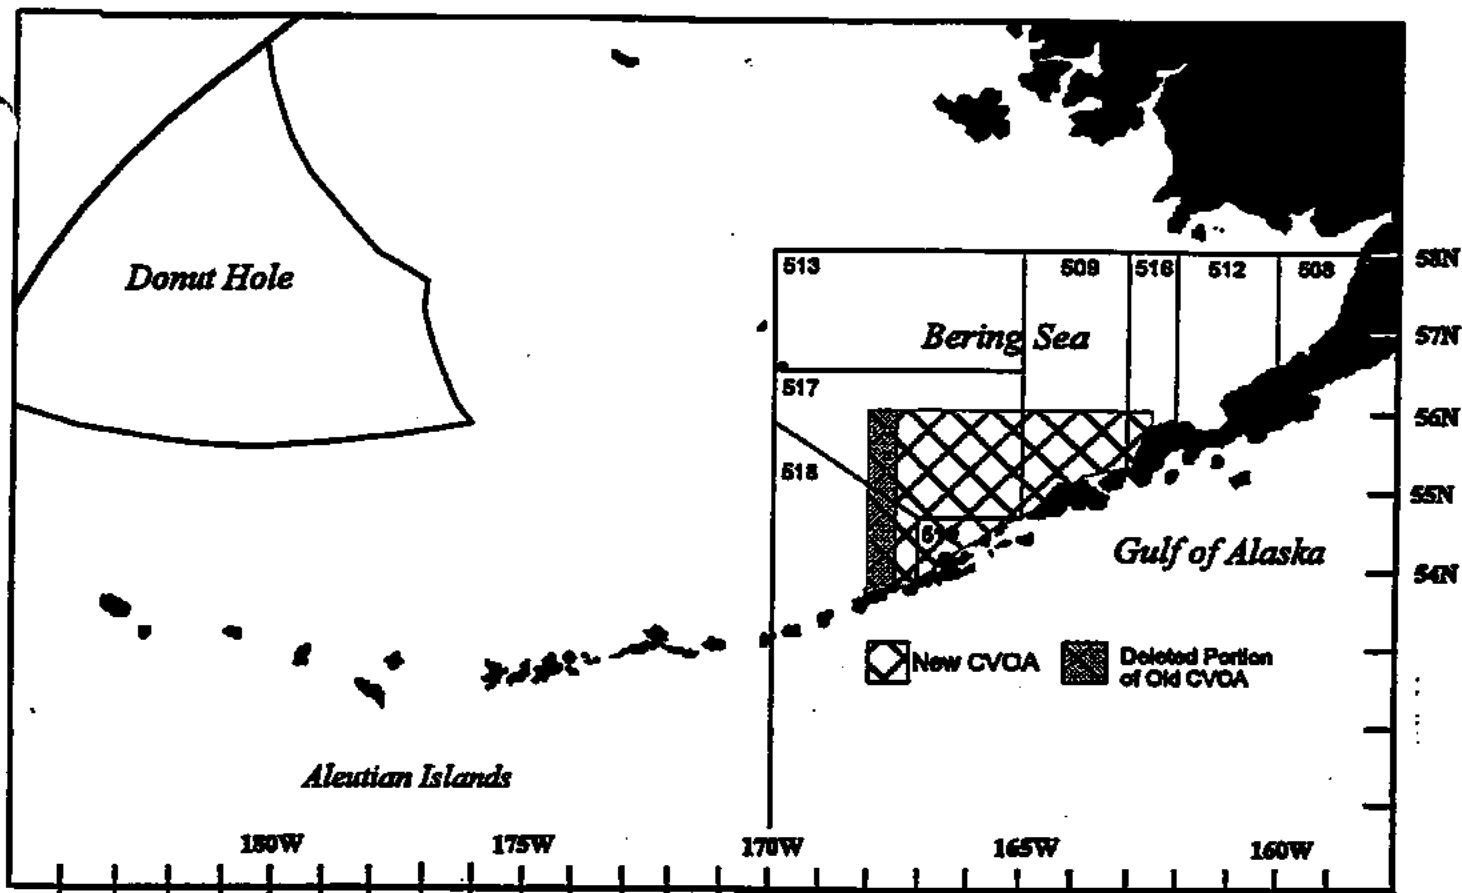 Donut Hole
513
509
516
512
508
58N
Bering Sea
57N
517
56N
518
55N
Gulf of Alaska
54N
New CVOA
Deleted Portion
of Old CVOA
Aleutian Islands
180W
175W
170W
165W
160W